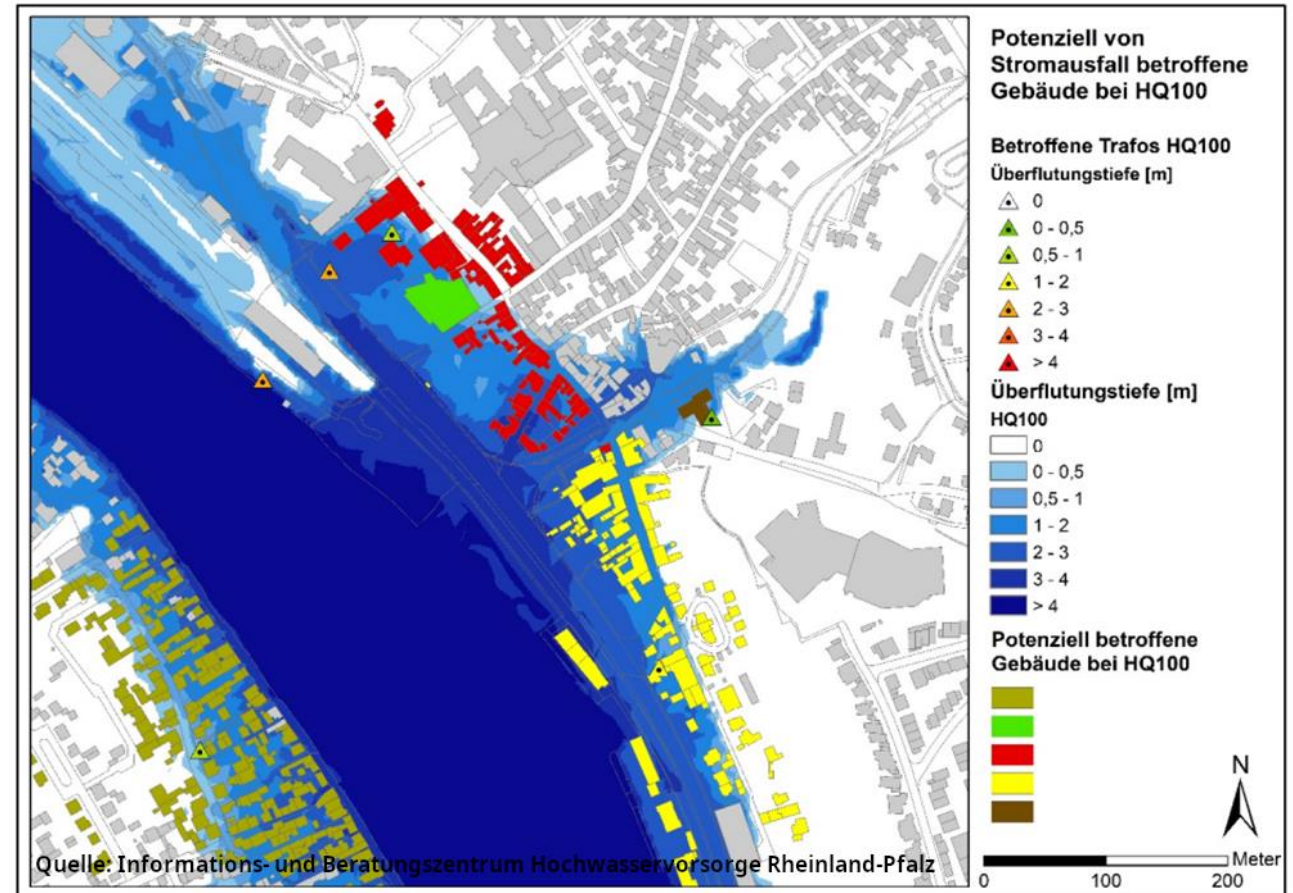 Potenziell von
Stromausfall betroffene
Gebäude bei HQ100
Betroffene Trafos HQ100
Überflutungstiefe [m]
0
0 - 0,5
0,5 - 1
1 - 2
2 - 3
3 - 4
> 4
Überflutungstiefe [m]
HQ100
0
0 - 0,5
0,5 - 1
1 - 2
2 - 3
3 - 4
> 4
Potenziell betroffene
Gebäude bei HQ100
N
Meter
0 100 200
Quelle: Informations- und Beratungszentrum Hochwasservorsorge Rheinland-Pfalz